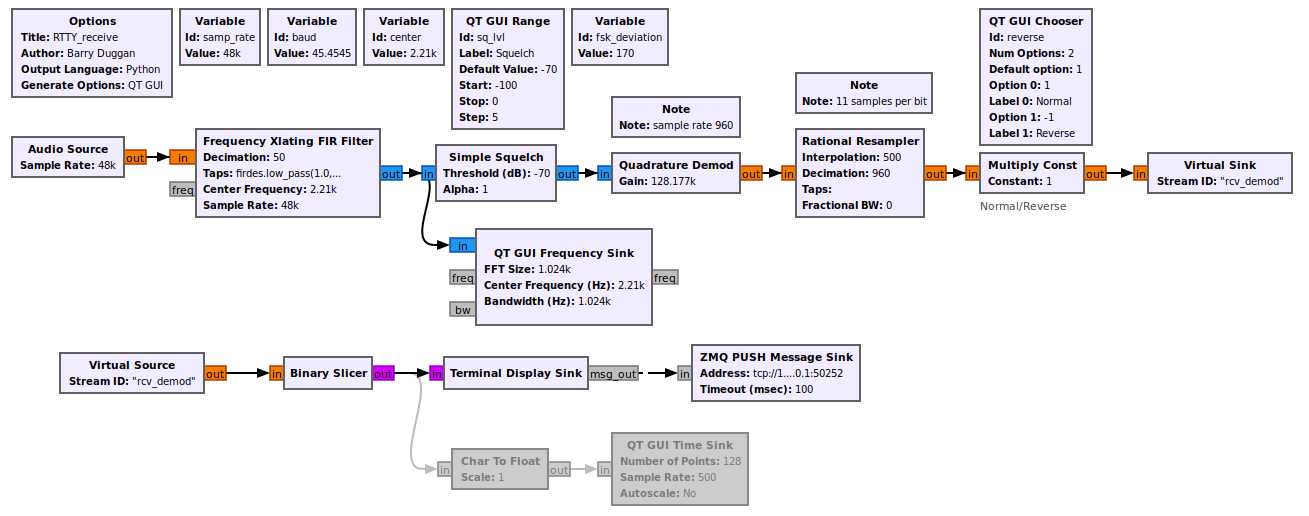 Options
Title: RTTY_receive
Author: Barry Duggan
Output Language: Python
Generate Options: QT GUI
Variable
Id: samp_rate
Value: 48k
Variable
Id: baud
Value: 45.4545
Variable
Id: center
Value: 2.21k
QT GUI Range
Id: sq_lvl
Label: Squelch
Default Value: -70
Start: -100
Stop: 0
Step: 5
Variable
Id: fsk_deviation
Value: 170
QT GUI Chooser
Id: reverse
Num Options: 2
Default option: 1
Option 0: 1
Label 0: Normal
Option 1: -1
Label 1: Reverse
Note
Note: sample rate 960
Note
Note: 11 samples per bit
Audio Source
Sample Rate: 48k
out
in
freq
Frequency Xlating FIR Filter
Decimation: 50
Taps: firdes.low_pass(1.0,...
Center Frequency: 2.21k
Sample Rate: 48k
out
in
Simple Squelch
Threshold (dB): -70
Alpha: 1
out
in
Quadrature Demod
Gain: 128.177k
out
in
Rational Resampler
Interpolation: 500
Decimation: 960
Taps:
Fractional BW: 0
out
in
Multiply Const
Constant: 1
out
Normal/Reverse
in
Virtual Sink
Stream ID: "rcv_demod"
in
freq
bw
QT GUI Frequency Sink
FFT Size: 1.024k
Center Frequency (Hz): 2.21k
Bandwidth (Hz): 1.024k
freq
Virtual Source
Stream ID: "rcv_demod"
out
in
Binary Slicer
out
in
Terminal Display Sink
msg_out
in
ZMQ PUSH Message Sink
Address: tcp://1....0.1:50252
Timeout (msec): 100
in
Char To Float
Scale: 1
out
in
QT GUI Time Sink
Number of Points: 128
Sample Rate: 500
Autoscale: No